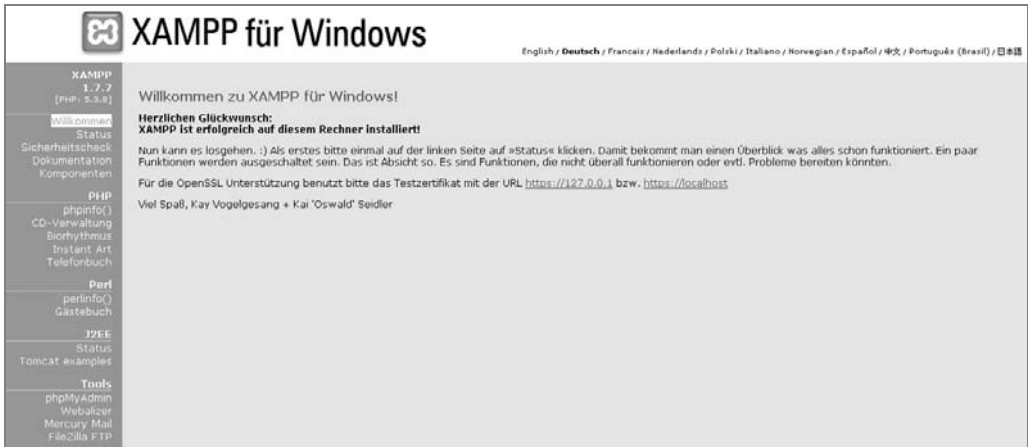 XAMPP für Windows
English / Deutsch / Francais / Nederlands / Polski / Italiano / Norwegian / Español / 中文 / Português (Brasil) / 日本語
XAMPP
1.7.7
[PHP: 5.3.8]
Willkommen
Status
Sicherheitscheck
Dokumentation
Komponenten
PHP
phpinfo()
CD-Verwaltung
Biorhythmus
Instant Art
Telefonbuch
Perl
perlinfo()
Gästebuch
J2EE
Status
Tomcat examples
Tools
phpMyAdmin
Webalizer
Mercury Mail
FileZilla FTP
Willkommen zu XAMPP für Windows!
Herzlichen Glückwunsch:
XAMPP ist erfolgreich auf diesem Rechner installiert!
Nun kann es losgehen. :) Als erstes bitte einmal auf der linken Seite auf »Status« klicken. Damit bekommt man einen Überblick was alles schon funktioniert. Ein paar
Funktionen werden ausgeschaltet sein. Das ist Absicht so. Es sind Funktionen, die nicht überall funktionieren oder evtl. Probleme bereiten könnten.
Für die OpenSSL Unterstützung benutzt bitte das Testzertifikat mit der URL https://127.0.0.1 bzw. https://localhost
Viel Spaß, Kay Vogelgesang + Kai 'Oswald' Seidler